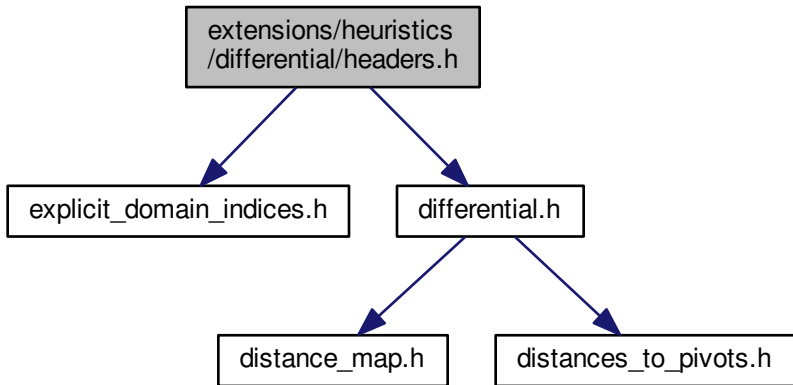 extensions/heuristics
/differential/headers.h
explicit_domain_indices.h
differential.h
distance_map.h
distances_to_pivots.h